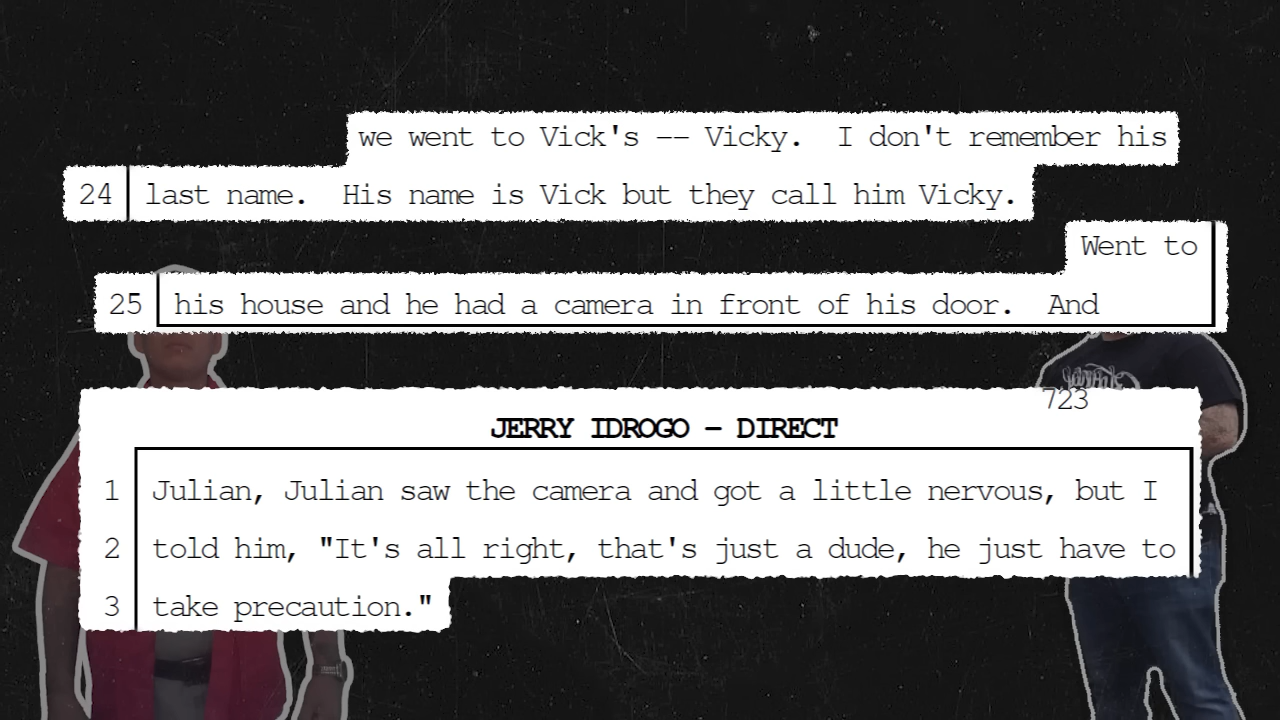 we went to Vick's -- Vicky. I don't remember his
24 last name. His name is Vick but they call him Vicky.
Went to
25 his house and he had a camera in front of his door. And
723
JERRY IDROGO - DIRECT
1 Julian, Julian saw the camera and got a little nervous, but I
2 told him, "It's all right, that's just a dude, he just have to
3 take precaution."